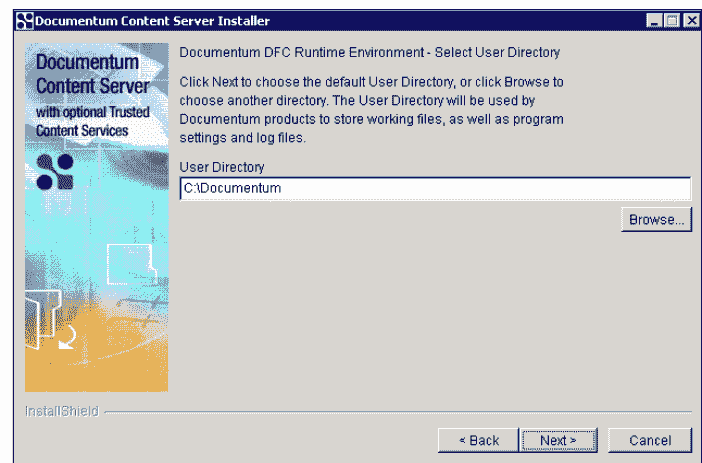 Documentum Content Server Installer
Documentum
Content Server
with optional Trusted
Content Services
Documentum DFC Runtime Environment - Select User Directory
Click Next to choose the default User Directory, or click Browse to
choose another directory. The User Directory will be used by
Documentum products to store working files, as well as program
settings and log files.
User Directory
C:\Documentum
Browse...
InstallShield
< Back
Next >
Cancel